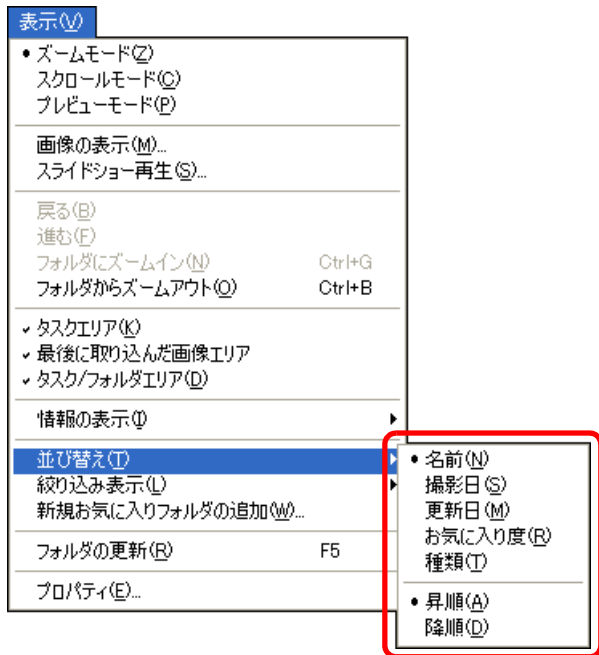 表示(V)
ズームモード(Z)
スクロールモード(C)
プレビューモード(P)
画像の表示(M)...
スライドショー再生(S)...
戻る(B)
進む(F)
フォルダにズームイン(N) Ctrl+G
フォルダからズームアウト(O) Ctrl+B
タスクエリア(K)
最後に取り込んだ画像エリア
タスク/フォルダエリア(D)
情報の表示(I)
並び替え(T)
絞り込み表示(L)
新規お気に入りフォルダの追加(W)...
フォルダの更新(R) F5
プロパティ(E)...
名前(N)
撮影日(S)
更新日(M)
お気に入り度(R)
種類(T)
昇順(A)
降順(D)